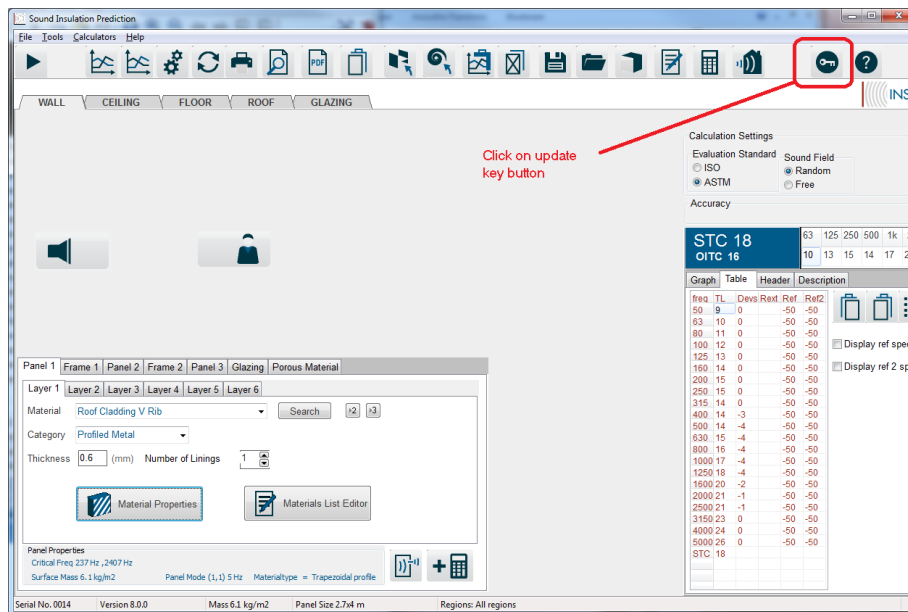 Sound Insulation Prediction
File Tools Calculators Help
PDF
WALL CEILING FLOOR ROOF GLAZING
INS
Click on update
key button
Calculation Settings
Evaluation Standard Sound Field
ISO Random
ASTM Free
Accuracy
STC 18
OITC 16
63 125 250 500 1k
10 13 15 14 17 2
Graph Table Header Description
freq TL Devs Rext Ref Ref2
50 9 0 -50 -50
63 10 0 -50 -50
80 11 0 -50 -50
100 12 0 -50 -50
125 13 0 -50 -50
160 14 0 -50 -50
200 15 0 -50 -50
250 15 0 -50 -50
315 14 0 -50 -50
400 14 -3 -50 -50
500 14 -4 -50 -50
630 15 -4 -50 -50
800 16 -4 -50 -50
1000 17 -4 -50 -50
1250 18 -4 -50 -50
1600 20 -2 -50 -50
2000 21 -1 -50 -50
2500 21 -1 -50 -50
3150 23 0 -50 -50
4000 24 0 -50 -50
5000 26 0 -50 -50
STC 18
Display ref spe
Display ref 2 sp
Panel 1 Frame 1 Panel 2 Frame 2 Panel 3 Glazing Porous Material
Layer 1 Layer 2 Layer 3 Layer 4 Layer 5 Layer 6
Material Roof Cladding V Rib Search >2 >3
Category Profiled Metal
Thickness 0.6 (mm) Number of Linings 1
Material Properties Materials List Editor
Panel Properties
Critical Freq 237 Hz ,2407 Hz
Surface Mass 6.1 kg/m2 Panel Mode (1,1) 5 Hz Materialtype = Trapezoidal profile
Serial No. 0014 Version 8.0.0 Mass 6.1 kg/m2 Panel Size 2.7x4 m Regions: All regions